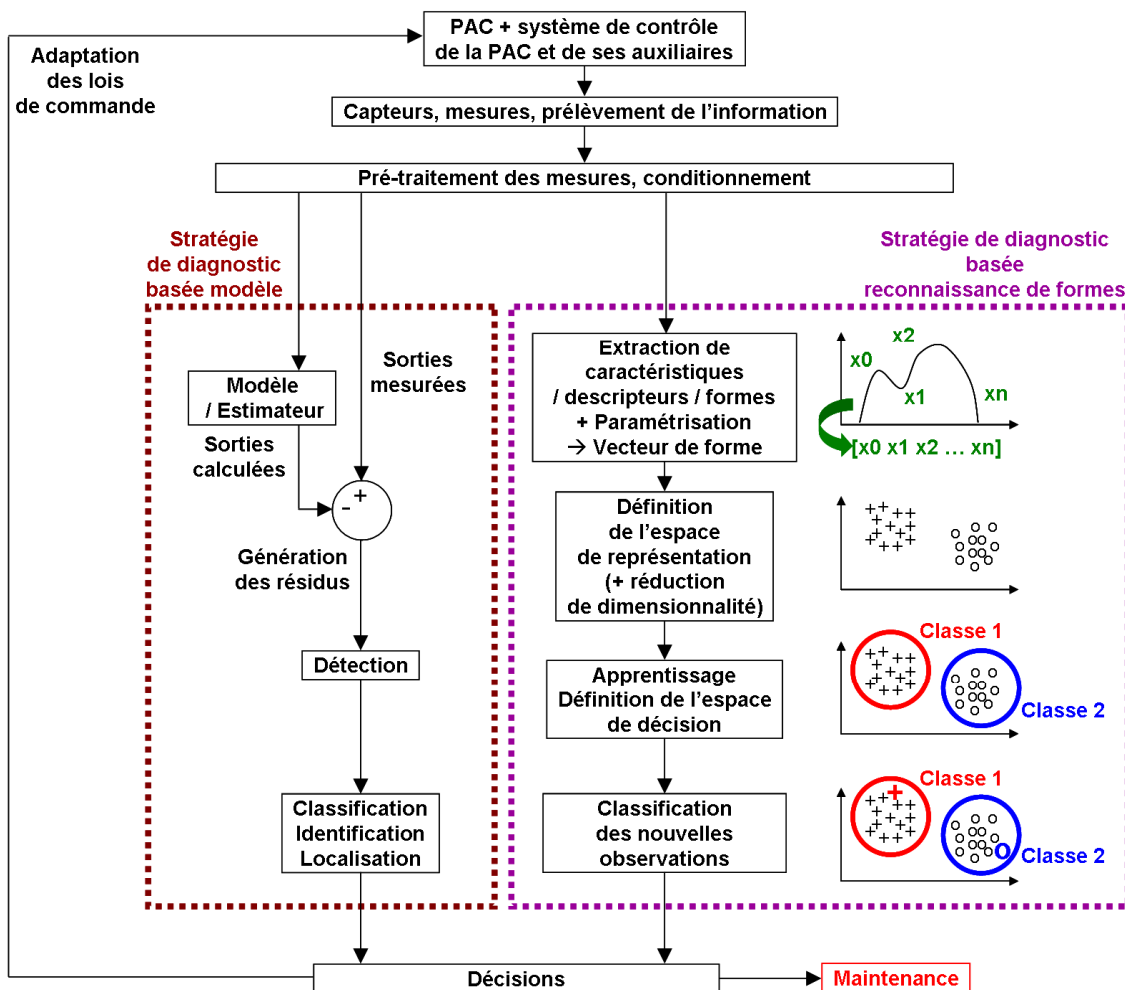 PAC + système de contrôle
de la PAC et de ses auxiliaires
Adaptation
des lois
de commande
Capteurs, mesures, prélèvement de l'information
Pré-traitement des mesures, conditionnement
Stratégie
de diagnostic
basée modèle
Stratégie de diagnostic
basée
reconnaissance de formes
Modèle
/ Estimateur
Sorties
mesurées
Sorties
calculées
- +
Génération
des résidus
Détection
Classification
Identification
Localisation
Extraction de
caractéristiques
/ descripteurs / formes
+ Paramétrisation
→ Vecteur de forme
x0
x2
x1
xn
[x0 x1 x2 … xn]
Définition
de l'espace
de représentation
(+ réduction
de dimensionnalité)
Apprentissage
Définition de l'espace
de décision
Classe 1
Classe 2
Classification
des nouvelles
observations
Classe 1
Classe 2
Décisions
Maintenance